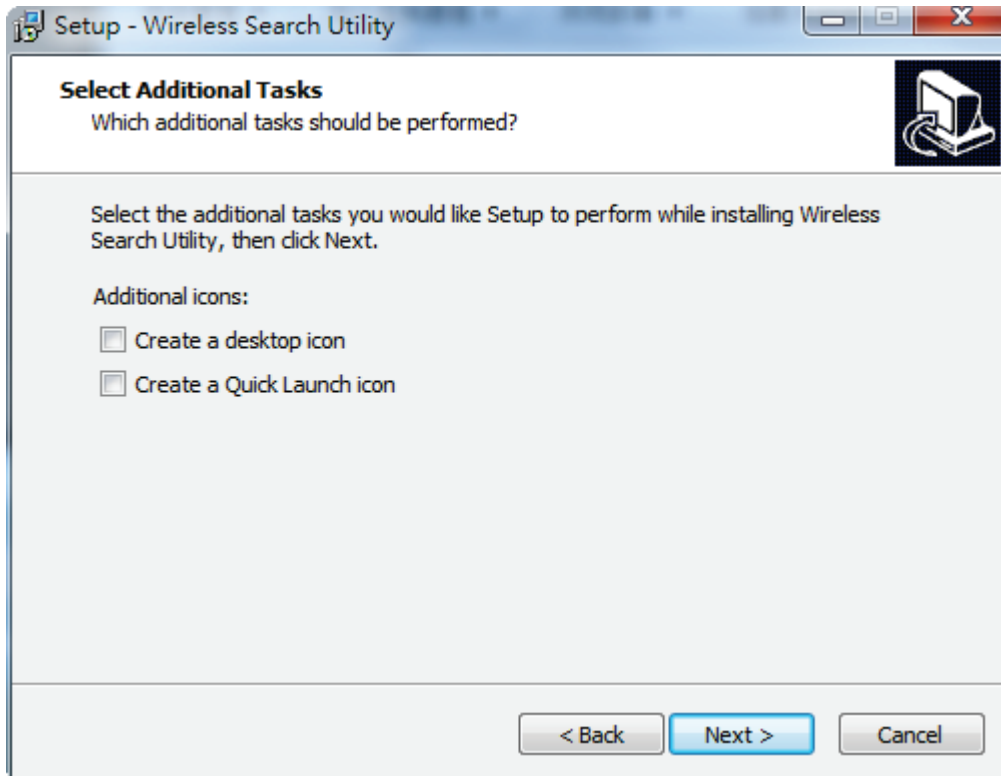 Setup - Wireless Search Utility
Select Additional Tasks
Which additional tasks should be performed?
Select the additional tasks you would like Setup to perform while installing Wireless
Search Utility, then click Next.
Additional icons:
Create a desktop icon
Create a Quick Launch icon
< Back
Next >
Cancel